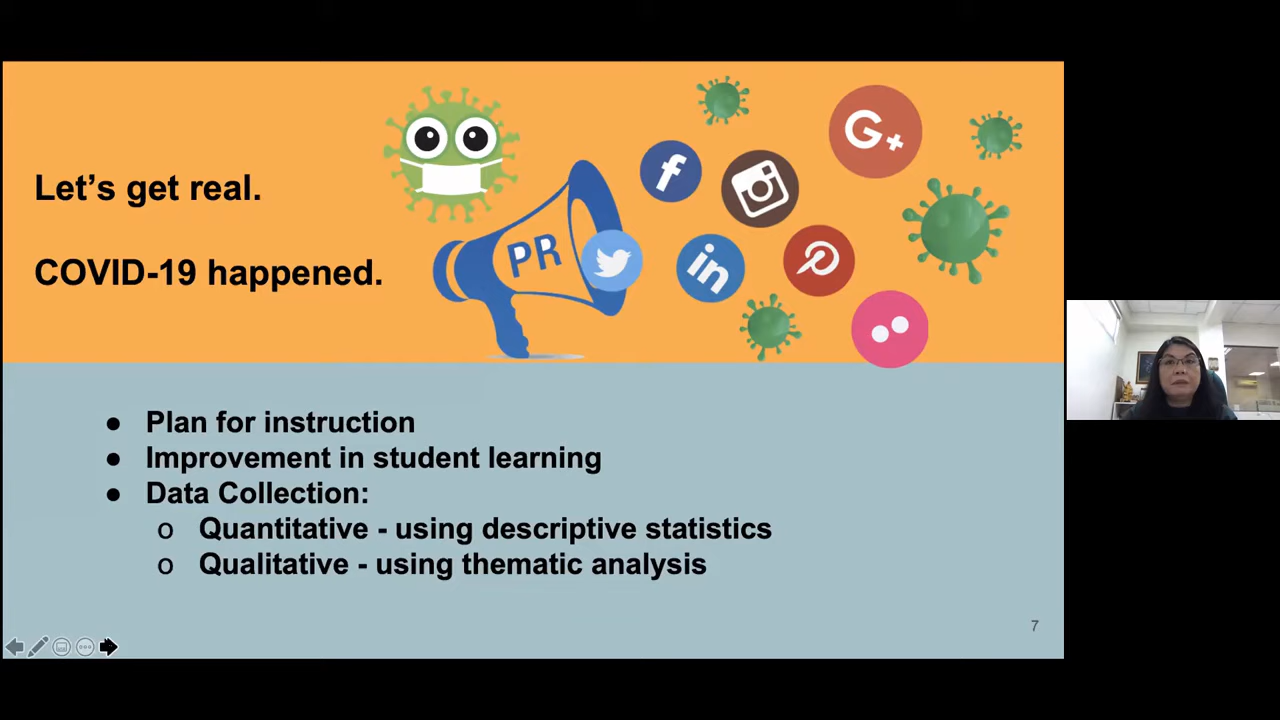 Let's get real.
COVID-19 happened.
PR
f
in
G+
● Plan for instruction
● Improvement in student learning
● Data Collection:
o Quantitative - using descriptive statistics
o Qualitative - using thematic analysis
7